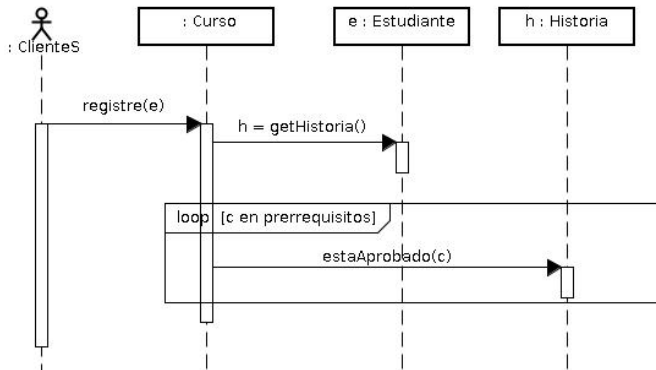 : ClienteS
: Curso
e : Estudiante
h : Historia
registre(e)
h = getHistoria()
loop [c en prerrequisitos]
estaAprobado(c)